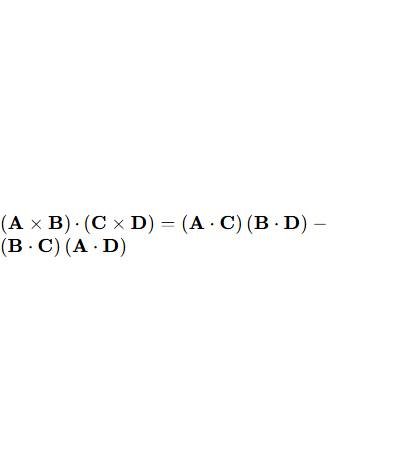 (𝐀 × 𝐁) · (𝐂 × 𝐃) = (𝐀 · 𝐂) (𝐁 · 𝐃) −
(𝐁 · 𝐂) (𝐀 · 𝐃)